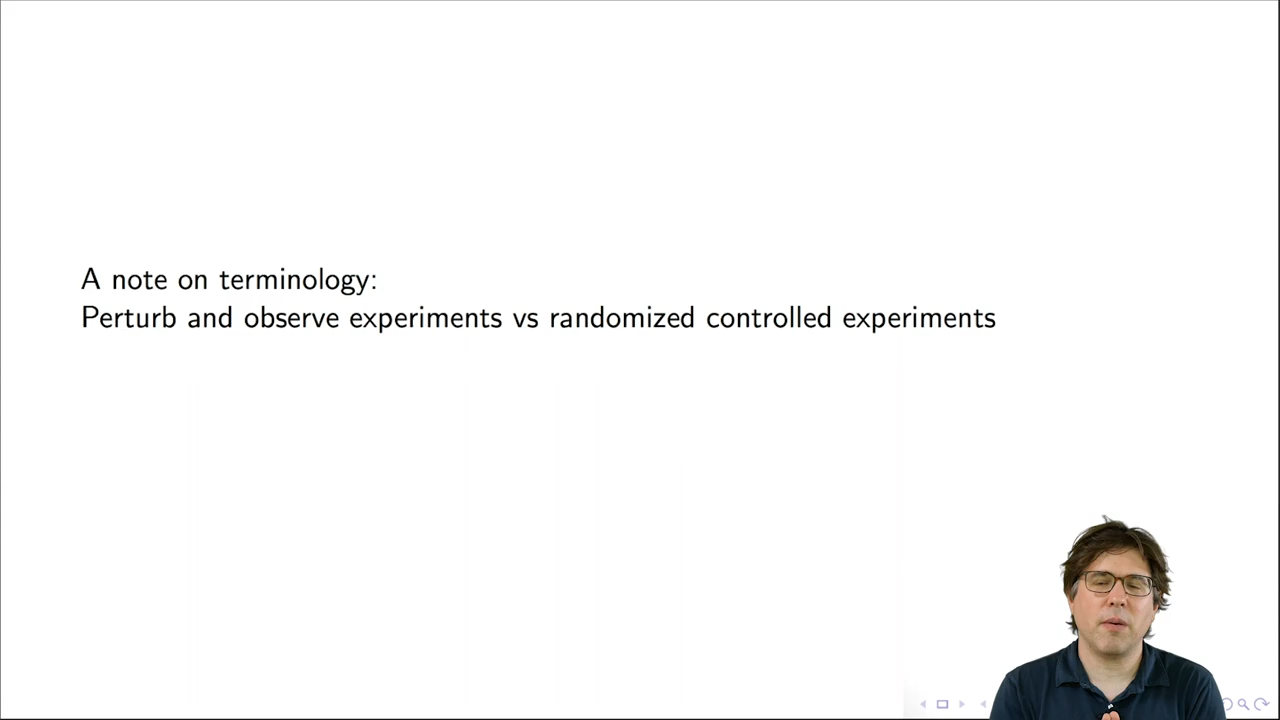 A note on terminology:
Perturb and observe experiments vs randomized controlled experiments